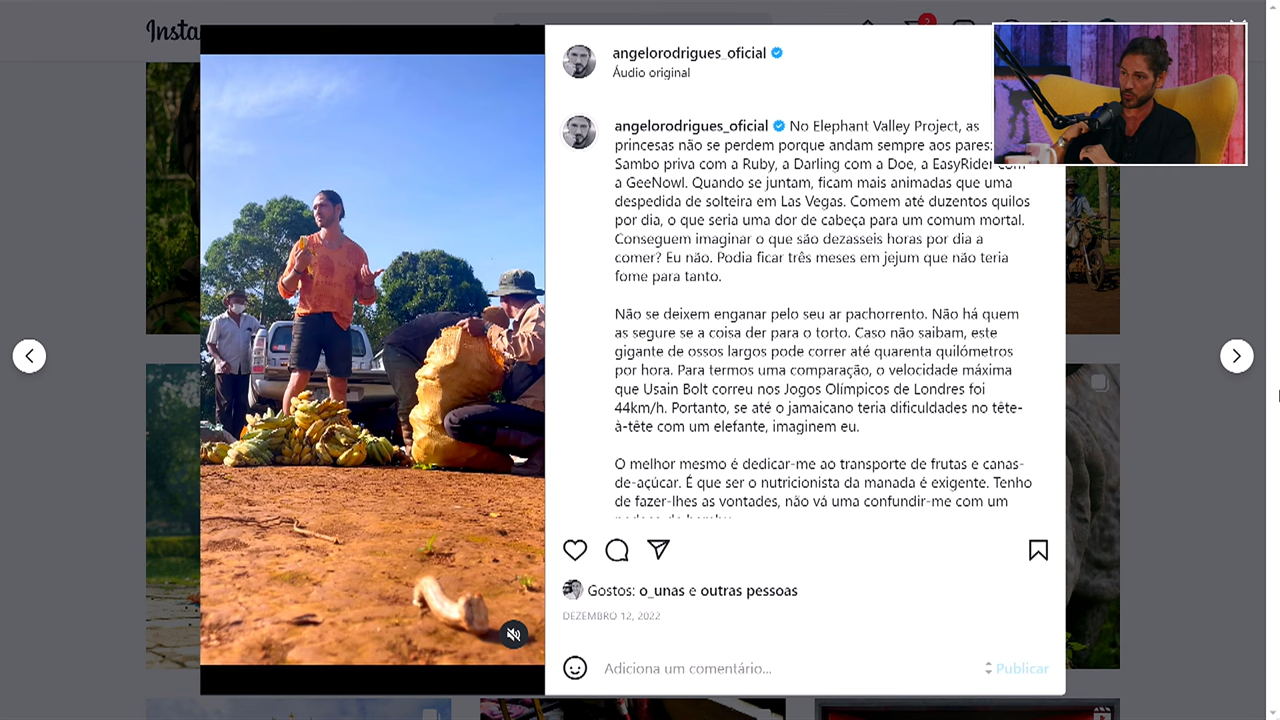 Insta
2
angelorodrigues_oficial
Áudio original
angelorodrigues_oficial No Elephant Valley Project, as
princesas não se perdem porque andam sempre aos pares:
Sambo priva com a Ruby, a Darling com a Doe, a EasyRider com
a GeeNowl. Quando se juntam, ficam mais animadas que uma
despedida de solteira em Las Vegas. Comem até duzentos quilos
por dia, o que seria uma dor de cabeça para um comum mortal.
Conseguem imaginar o que são dezasseis horas por dia a
comer? Eu não. Podia ficar três meses em jejum que não teria
fome para tanto.
Não se deixem enganar pelo seu ar pachorrento. Não há quem
as segure se a coisa der para o torto. Caso não saibam, este
gigante de ossos largos pode correr até quarenta quilómetros
por hora. Para termos uma comparação, o velocidade máxima
que Usain Bolt correu nos Jogos Olímpicos de Londres foi
44km/h. Portanto, se até o jamaicano teria dificuldades no tête-
à-tête com um elefante, imaginem eu.
O melhor mesmo é dedicar-me ao transporte de frutas e canas-
de-açúcar. É que ser o nutricionista da manada é exigente. Tenho
de fazer-lhes as vontades, não vá uma confundir-me com um
Gostos: o_unas e outras pessoas
DEZEMBRO 12, 2022
Adiciona um comentário...
Publicar